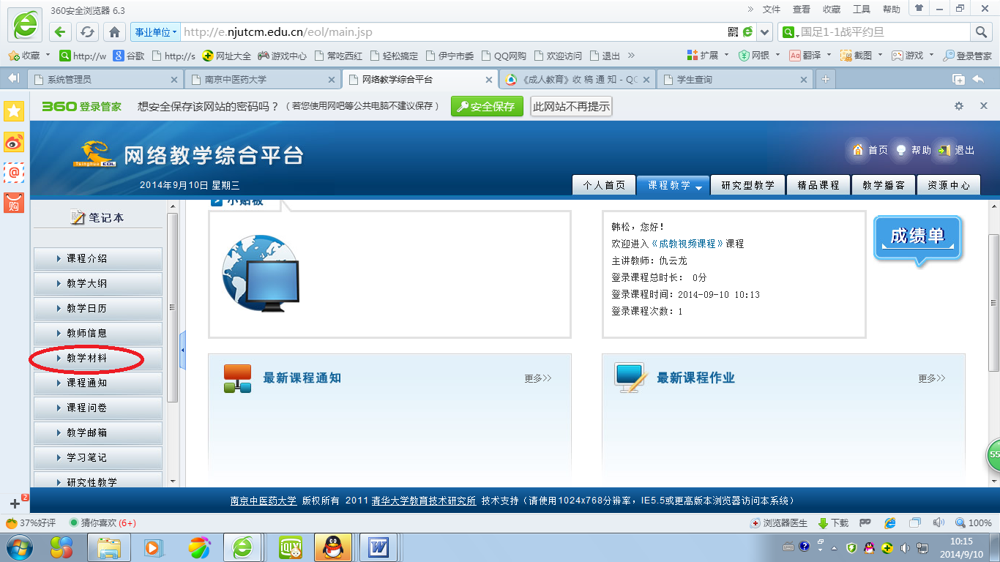 360安全浏览器 6.3
» 文件 查看 收藏 工具 帮助
事业单位 http://e.njutcm.edu.cn/eol/main.jsp
国足1-1战平约旦
收藏 http://w 谷歌 http://s 网址大全 游戏中心 常吃西红 轻松搞定 伊宁市委 QQ网购 欢迎访问 退出 »
扩展 网银 翻译 截图 游戏 登录管家
系统管理员 南京中医药大学 网络教学综合平台 《成人教育》收 稿 通 知 - QQ 学生查询
360 登录管家 想安全保存该网站的密码吗？（若您使用网吧等公共电脑不建议保存） 安全保存 此网站不再提示
购
Tsinghua EOL 网络教学综合平台
首页 帮助 退出
2014年9月10日 星期三
个人首页 课程教学 研究型教学 精品课程 教学播客 资源中心
笔记本
课程介绍
教学大纲
教学日历
教师信息
教学材料
课程通知
课程问卷
教学邮箱
学习笔记
研究性教学
小贴板
韩松，您好！
欢迎进入《成教视频课程》课程
主讲教师：仇云龙
登录课程总时长： 0分
登录课程时间：2014-09-10 10:13
登录课程次数：1
成绩单
最新课程通知 更多>>
最新课程作业 更多>>
55
南京中医药大学 版权所有 2011 清华大学教育技术研究所 技术支持（请使用1024x768分辨率，IE5.5或更高版本浏览器访问本系统）
2
37%好评 猜你喜欢 (6+)
浏览器医生 下载 100%
10:15
2014/9/10